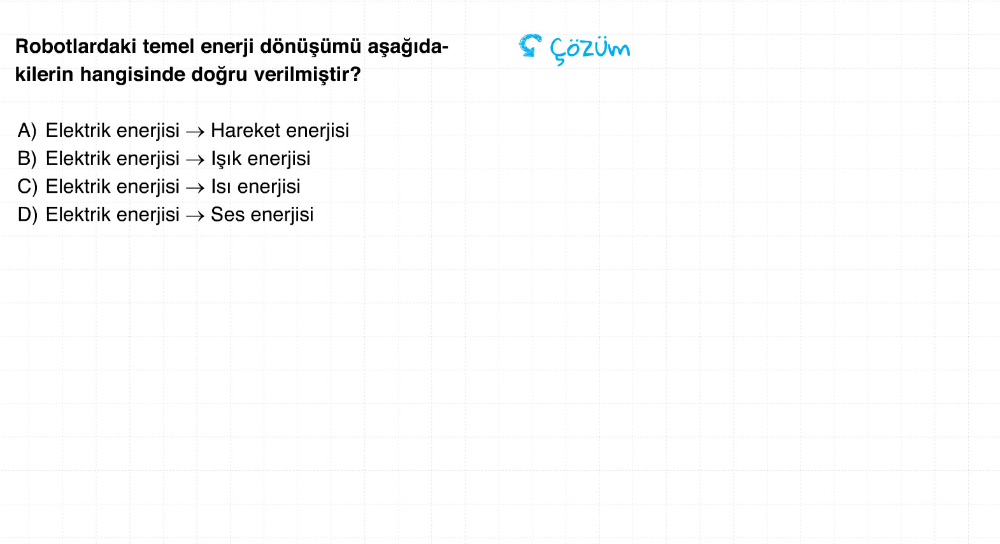 Robotlardaki temel enerji dönüşümü aşağıda-
kilerin hangisinde doğru verilmiştir?
Çözüm
A) Elektrik enerjisi → Hareket enerjisi
B) Elektrik enerjisi → Işık enerjisi
C) Elektrik enerjisi → Isı enerjisi
D) Elektrik enerjisi → Ses enerjisi